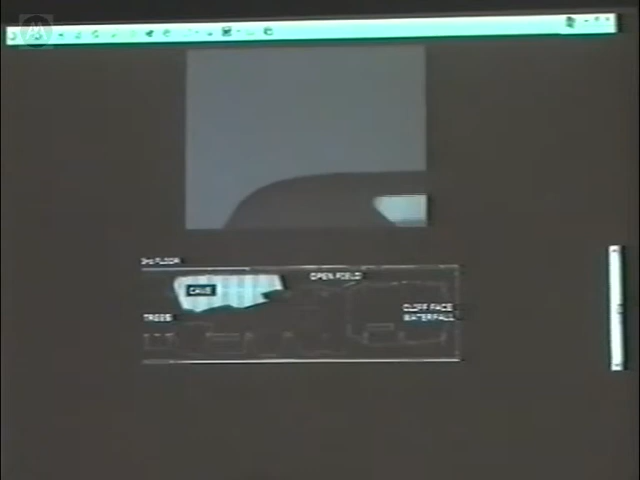 3RD FLOOR
OPEN FIELD
CAVE
TREES
CLIFF FACE
WATERFALL